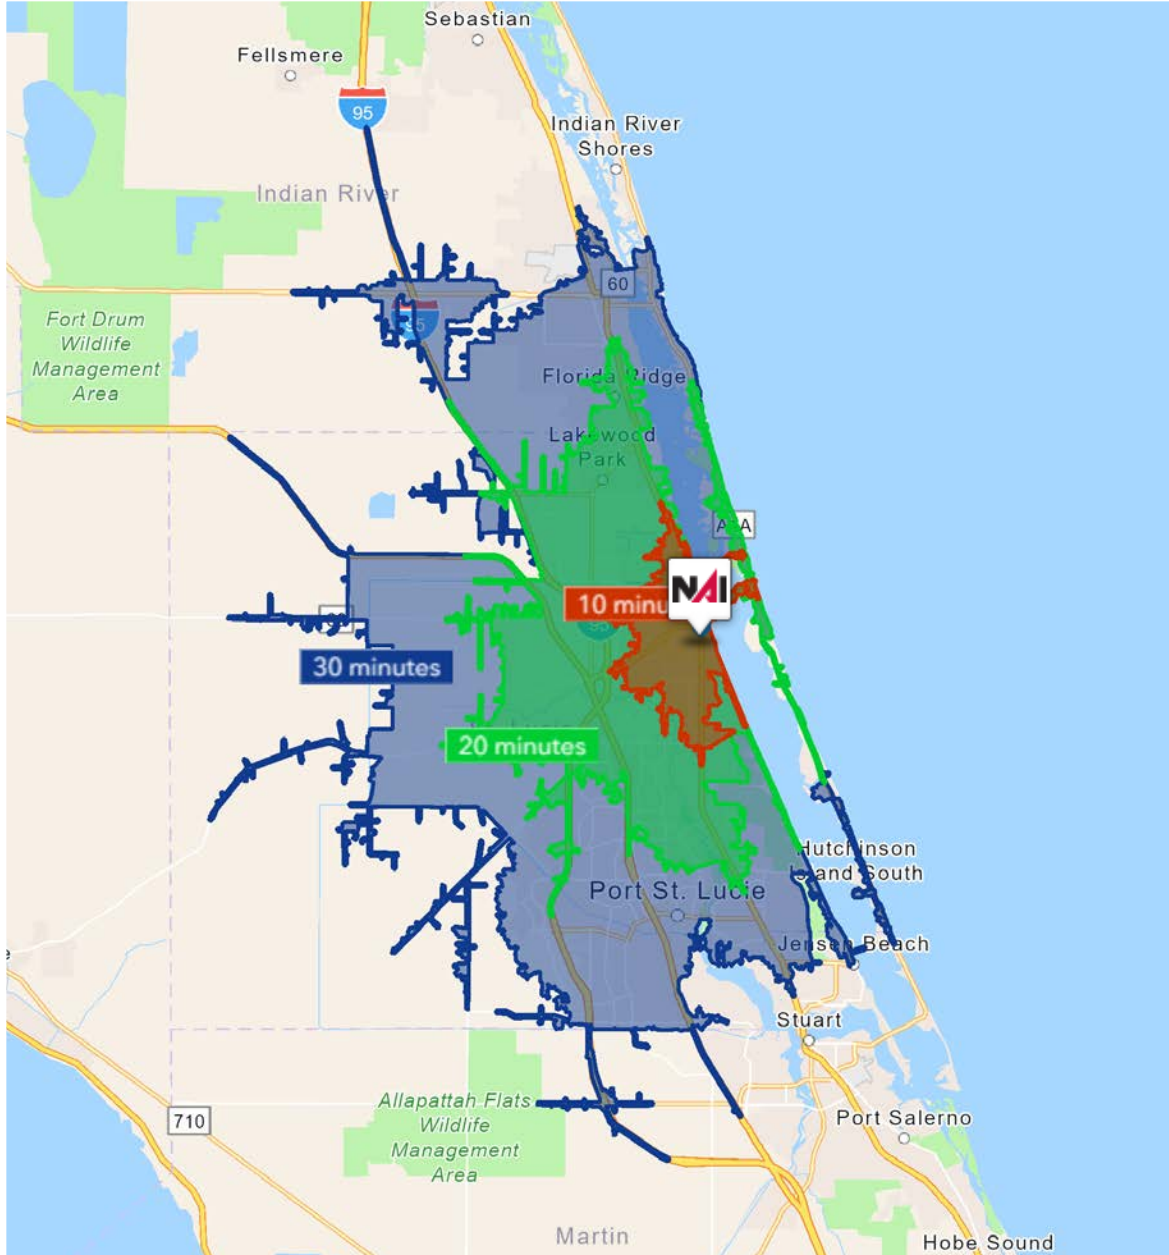 Sebastian
Fellsmere
95
Indian River
Shores
Indian River
60
95
Fort Drum
Wildlife
Management
Area
Florida Ridge
Lakewood
Park
A1A
NAI
10 minu
95
30 minutes
20 minutes
Hutchinson
Island South
Port St. Lucie
Jensen Beach
Stuart
Allapattah Flats
Wildlife
Management
Area
710
Port Salerno
Martin
Hobe Sound